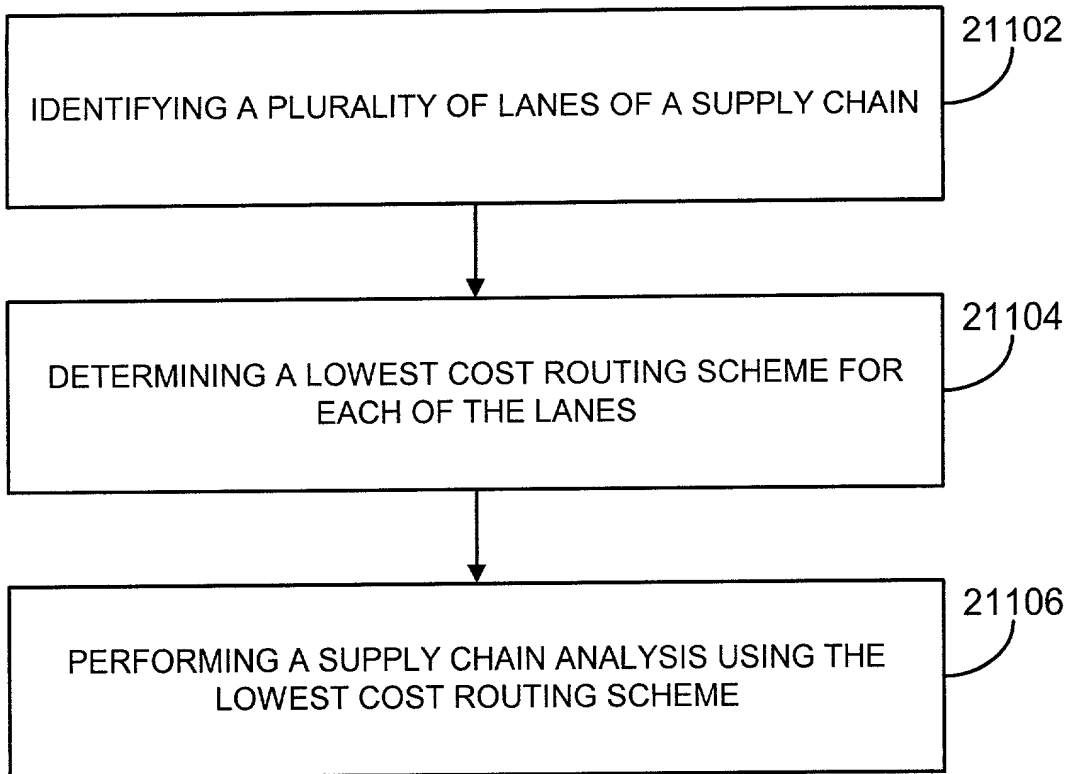 21102
IDENTIFYING A PLURALITY OF LANES OF A SUPPLY CHAIN
21104
DETERMINING A LOWEST COST ROUTING SCHEME FOR
EACH OF THE LANES
21106
PERFORMING A SUPPLY CHAIN ANALYSIS USING THE
LOWEST COST ROUTING SCHEME